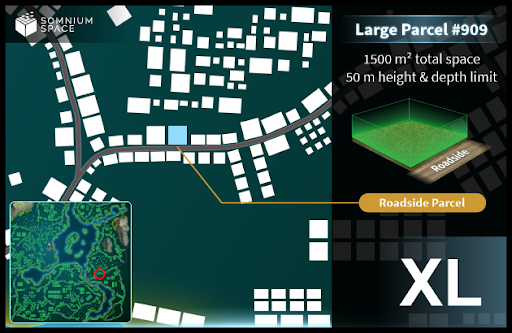 SOMNIUM
SPACE
Large Parcel #909
1500 m² total space
50 m height & depth limit
Roadside
Roadside Parcel
XL